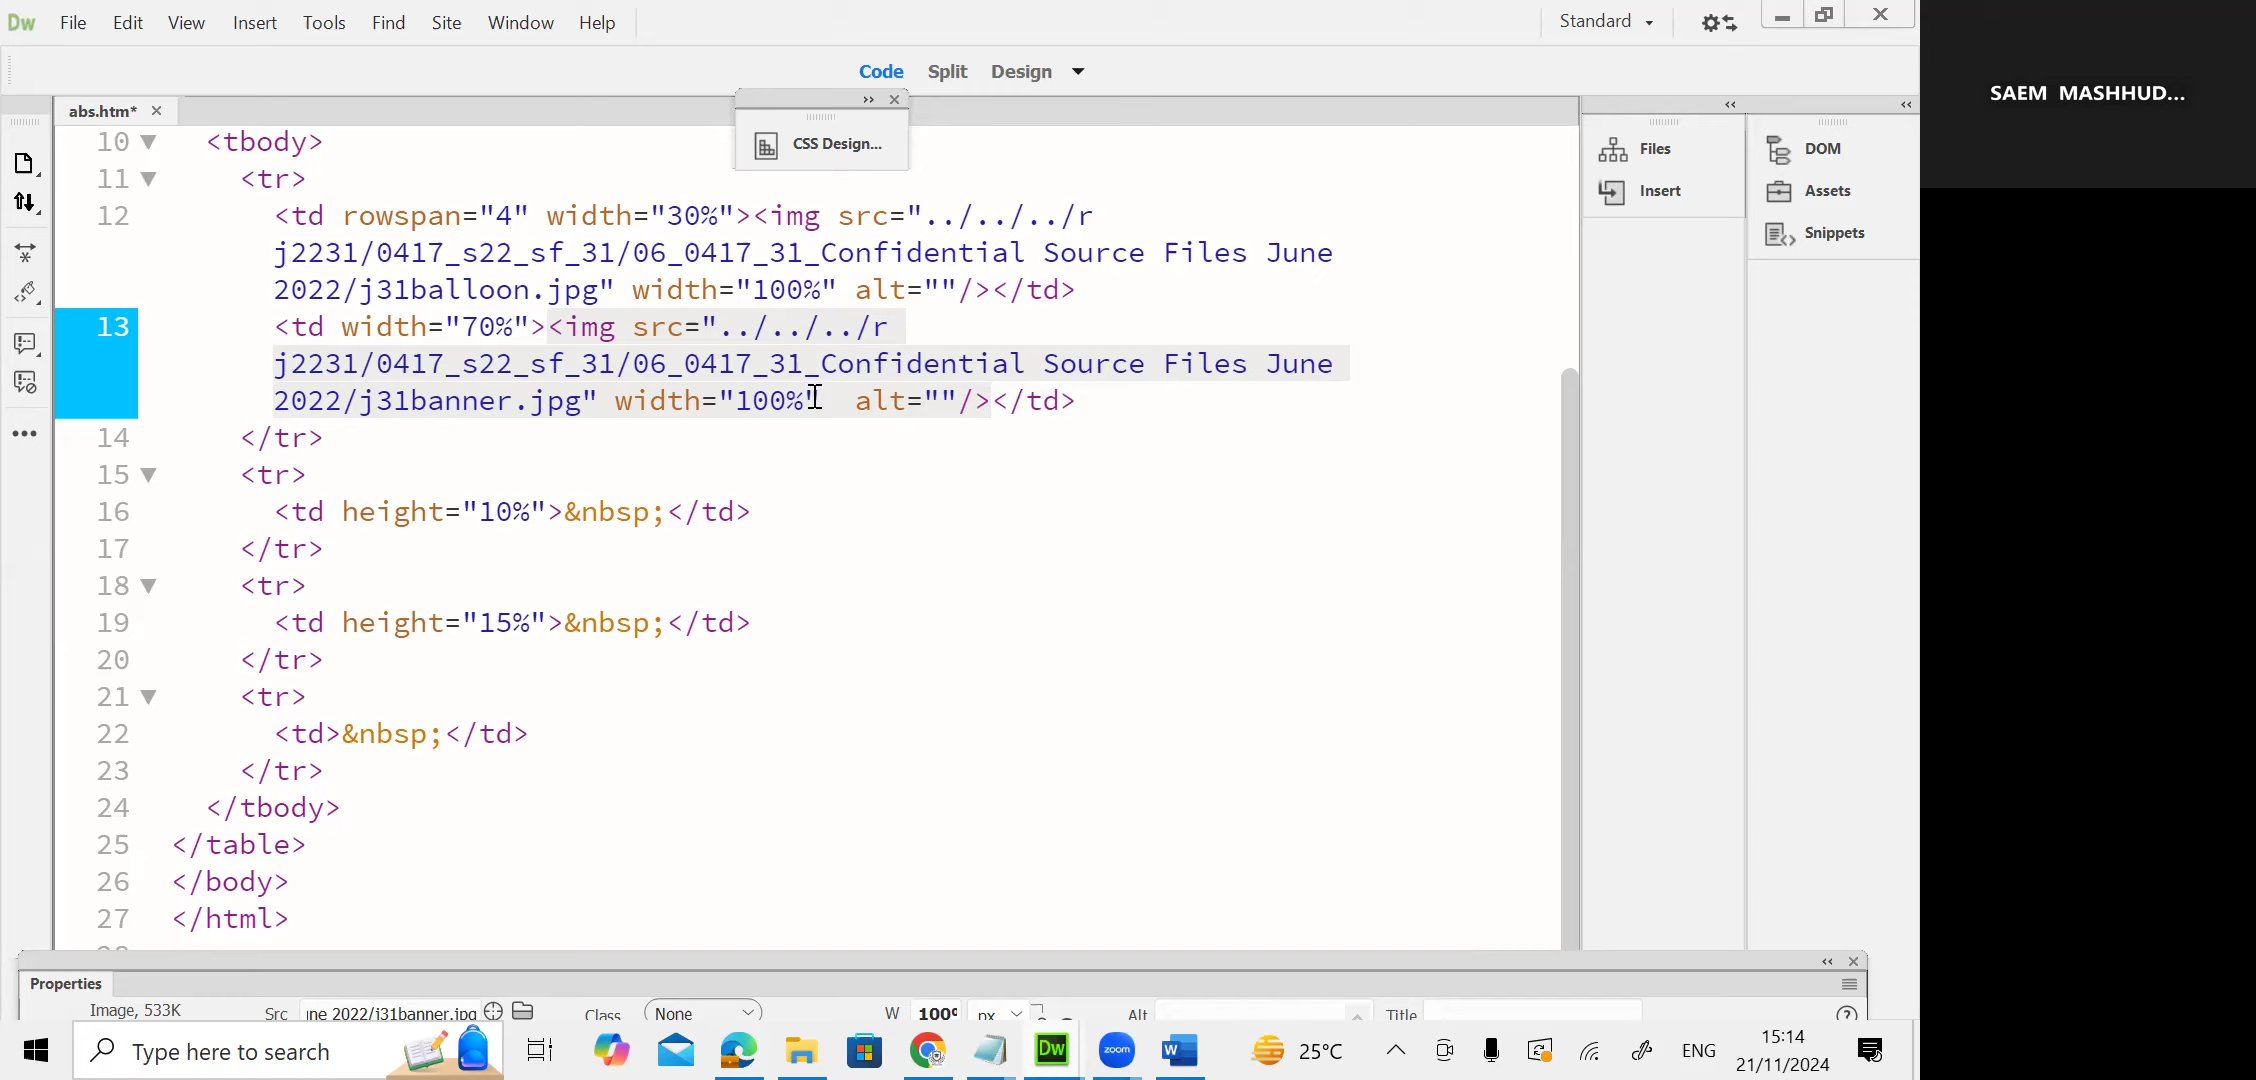 Dw File Edit View Insert Tools Find Site Window Help Standard
Code Split Design
SAEM MASHHUD...
abs.htm*
CSS Design...
Files
Insert
DOM
Assets
Snippets
10 <tbody>
11 <tr>
12 <td rowspan="4" width="30%"><img src="../../../r
j2231/0417_s22_sf_31/06_0417_31_Confidential Source Files June
2022/j31balloon.jpg" width="100%" alt=""/></td>
13 <td width="70%"><img src="../../../r
j2231/0417_s22_sf_31/06_0417_31_Confidential Source Files June
2022/j31banner.jpg" width="100%" alt=""/></td>
14 </tr>
15 <tr>
16 <td height="10%">&nbsp;</td>
17 </tr>
18 <tr>
19 <td height="15%">&nbsp;</td>
20 </tr>
21 <tr>
22 <td>&nbsp;</td>
23 </tr>
24 </tbody>
25 </table>
26 </body>
27 </html>
Properties
Image, 533K Src 2022/j31banner.jpg Class None W px Alt Title
Type here to search
Dw
zoom
25°C
ENG
15:14
21/11/2024